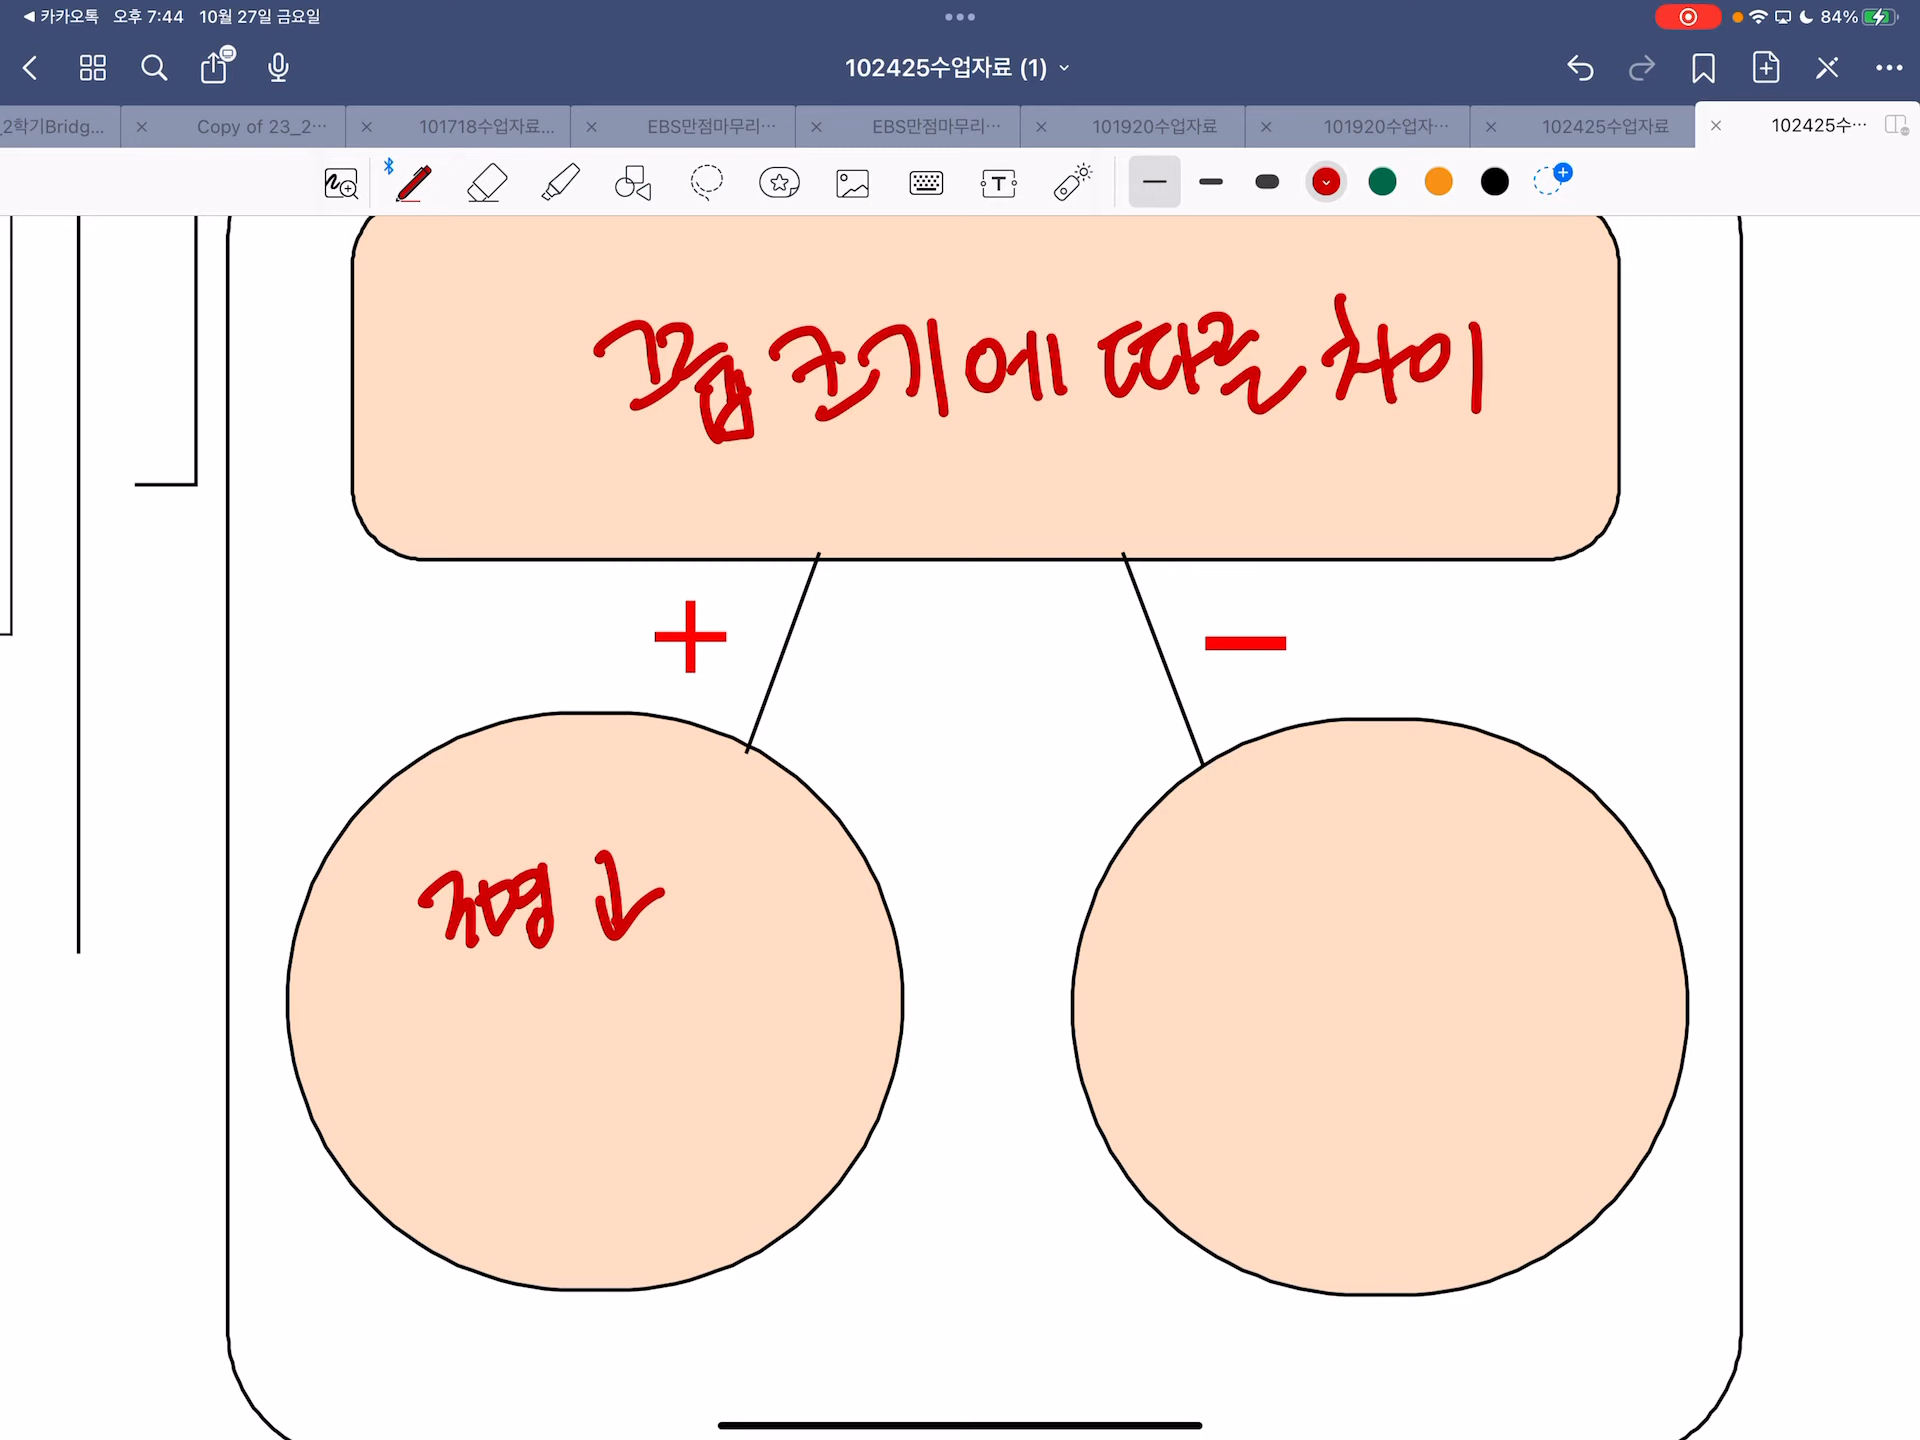 카카오톡 오후 7:44 10월 27일 금요일
84%
102425수업자료 (1)
_2학기Bridg...
Copy of 23_2...
101718수업자료...
EBS만점마무리...
EBS만점마무리...
101920수업자료
101920수업자...
102425수업자료
102425수...
T
그룹 크기에 따른 차이
+
−